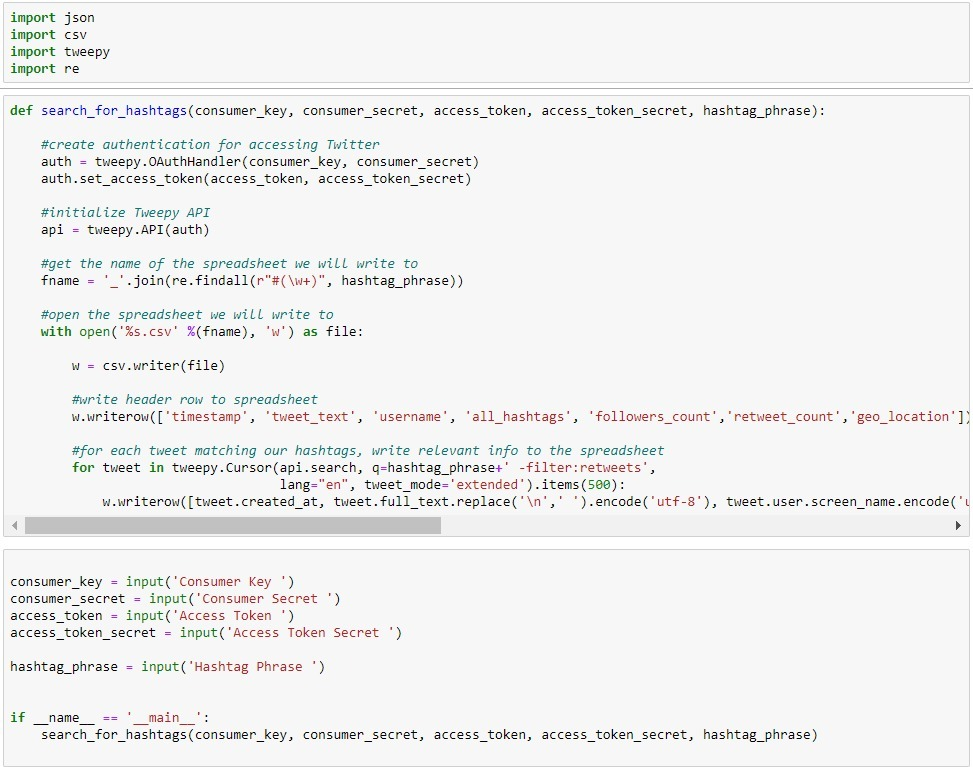 import json
import csv
import tweepy
import re
def search_for_hashtags(consumer_key, consumer_secret, access_token, access_token_secret, hashtag_phrase):
#create authentication for accessing Twitter
auth = tweepy.OAuthHandler(consumer_key, consumer_secret)
auth.set_access_token(access_token, access_token_secret)
#initialize Tweepy API
api = tweepy.API(auth)
#get the name of the spreadsheet we will write to
fname = '_'.join(re.findall(r"#(\w+)", hashtag_phrase))
#open the spreadsheet we will write to
with open('%s.csv' %(fname), 'w') as file:
w = csv.writer(file)
#write header row to spreadsheet
w.writerow(['timestamp', 'tweet_text', 'username', 'all_hashtags', 'followers_count','retweet_count','geo_location'])
#for each tweet matching our hashtags, write relevant info to the spreadsheet
for tweet in tweepy.Cursor(api.search, q=hashtag_phrase+' -filter:retweets',
lang="en", tweet_mode='extended').items(500):
w.writerow([tweet.created_at, tweet.full_text.replace('\n',' ').encode('utf-8'), tweet.user.screen_name.encode('
consumer_key = input('Consumer Key ')
consumer_secret = input('Consumer Secret ')
access_token = input('Access Token ')
access_token_secret = input('Access Token Secret ')
hashtag_phrase = input('Hashtag Phrase ')
if __name__ == '__main__':
search_for_hashtags(consumer_key, consumer_secret, access_token, access_token_secret, hashtag_phrase)